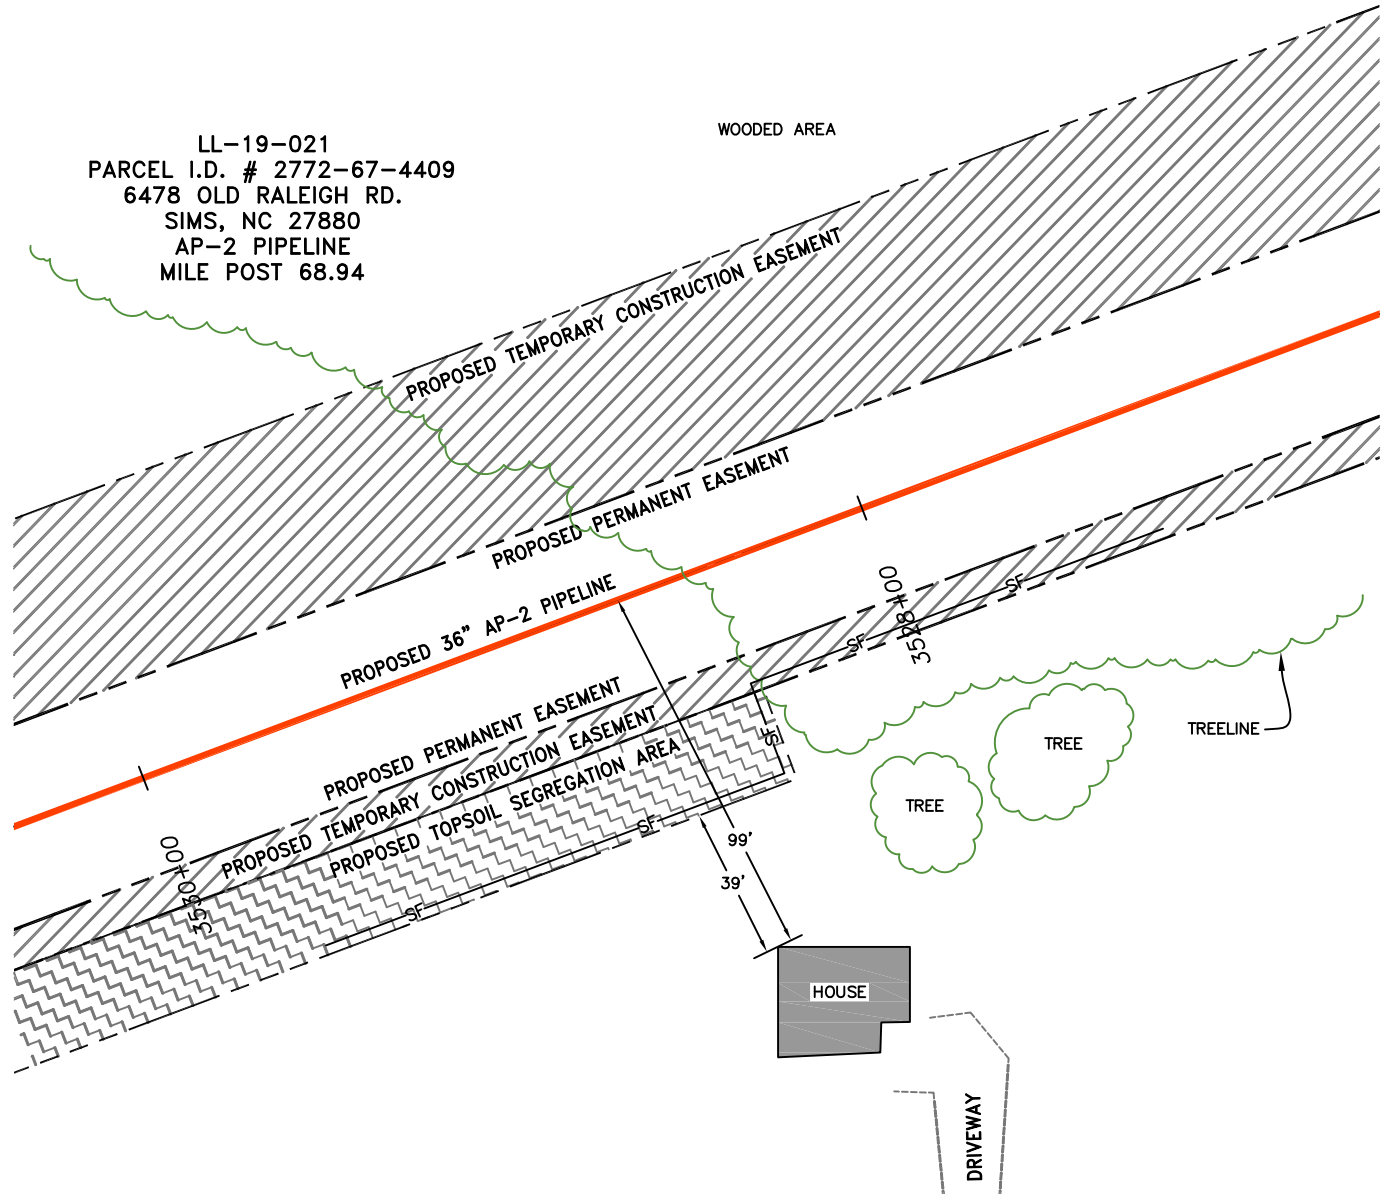 WOODED AREA
LL-19-021
PARCEL I.D. # 2772-67-4409
6478 OLD RALEIGH RD.
SIMS, NC 27880
AP-2 PIPELINE
MILE POST 68.94
PROPOSED TEMPORARY CONSTRUCTION EASEMENT
PROPOSED PERMANENT EASEMENT
PROPOSED 36" AP-2 PIPELINE
3528+00
SF
SF
PROPOSED PERMANENT EASEMENT
PROPOSED TEMPORARY CONSTRUCTION EASEMENT
PROPOSED TOPSOIL SEGREGATION AREA
SF
TREELINE
TREE
TREE
SF
99'
39'
3530+00
SF
HOUSE
DRIVEWAY